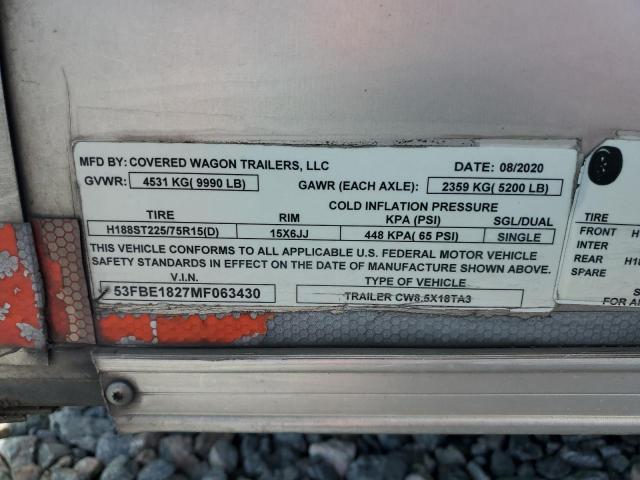 MFD BY: COVERED WAGON TRAILERS, LLC DATE: 08/2020
GVWR: 4531 KG( 9990 LB) GAWR (EACH AXLE): 2359 KG( 5200 LB)
COLD INFLATION PRESSURE
TIRE RIM KPA (PSI) SGL/DUAL
H188ST225/75R15(D) 15X6JJ 448 KPA( 65 PSI) SINGLE
THIS VEHICLE CONFORMS TO ALL APPLICABLE U.S. FEDERAL MOTOR VEHICLE
SAFETY STANDARDS IN EFFECT ON THE DATE OF MANUFACTURE SHOWN ABOVE.
V.I.N. TYPE OF VEHICLE
53FBE1827MF063430 TRAILER CW8.5X18TA3
TIRE
FRONT H1
INTER
REAR H18
SPARE
FOR A